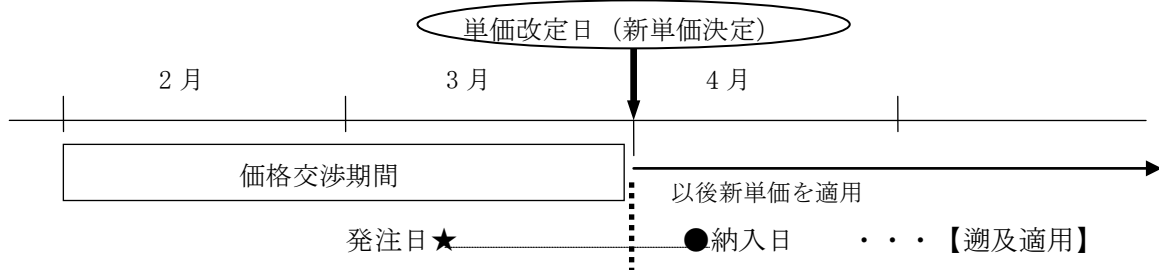 単価改定日（新単価決定）
2月 3月 4月
価格交渉期間
以後新単価を適用
発注日★ ●納入日 ・・・【遡及適用】